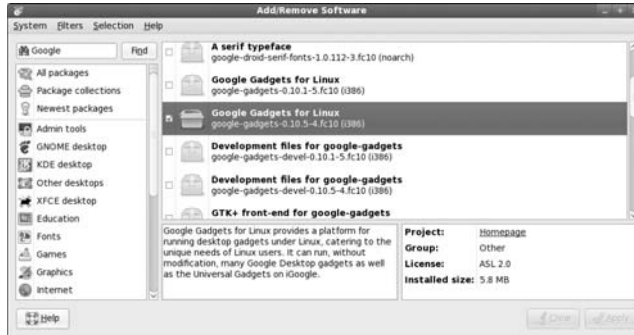 Add/Remove Software
System Filters Selection Help
Google
Find
All packages
Package collections
Newest packages
Admin tools
GNOME desktop
KDE desktop
Other desktops
XFCE desktop
Education
Fonts
Games
Graphics
Internet
A serif typeface
google-droid-serif-fonts-1.0.112-3.fc10 (noarch)
Google Gadgets for Linux
google-gadgets-0.10.1-5.fc10 (i386)
Google Gadgets for Linux
google-gadgets-0.10.5-4.fc10 (i386)
Development files for google-gadgets
google-gadgets-devel-0.10.1-5.fc10 (i386)
Development files for google-gadgets
google-gadgets-devel-0.10.5-4.fc10 (i386)
GTK+ front-end for google-gadgets
Google Gadgets for Linux provides a platform for
running desktop gadgets under Linux, catering to the
unique needs of Linux users. It can run, without
modification, many Google Desktop gadgets as well
as the Universal Gadgets on iGoogle.
Project: Homepage
Group: Other
License: ASL 2.0
Installed size: 5.8 MB
Help
Clear
Apply